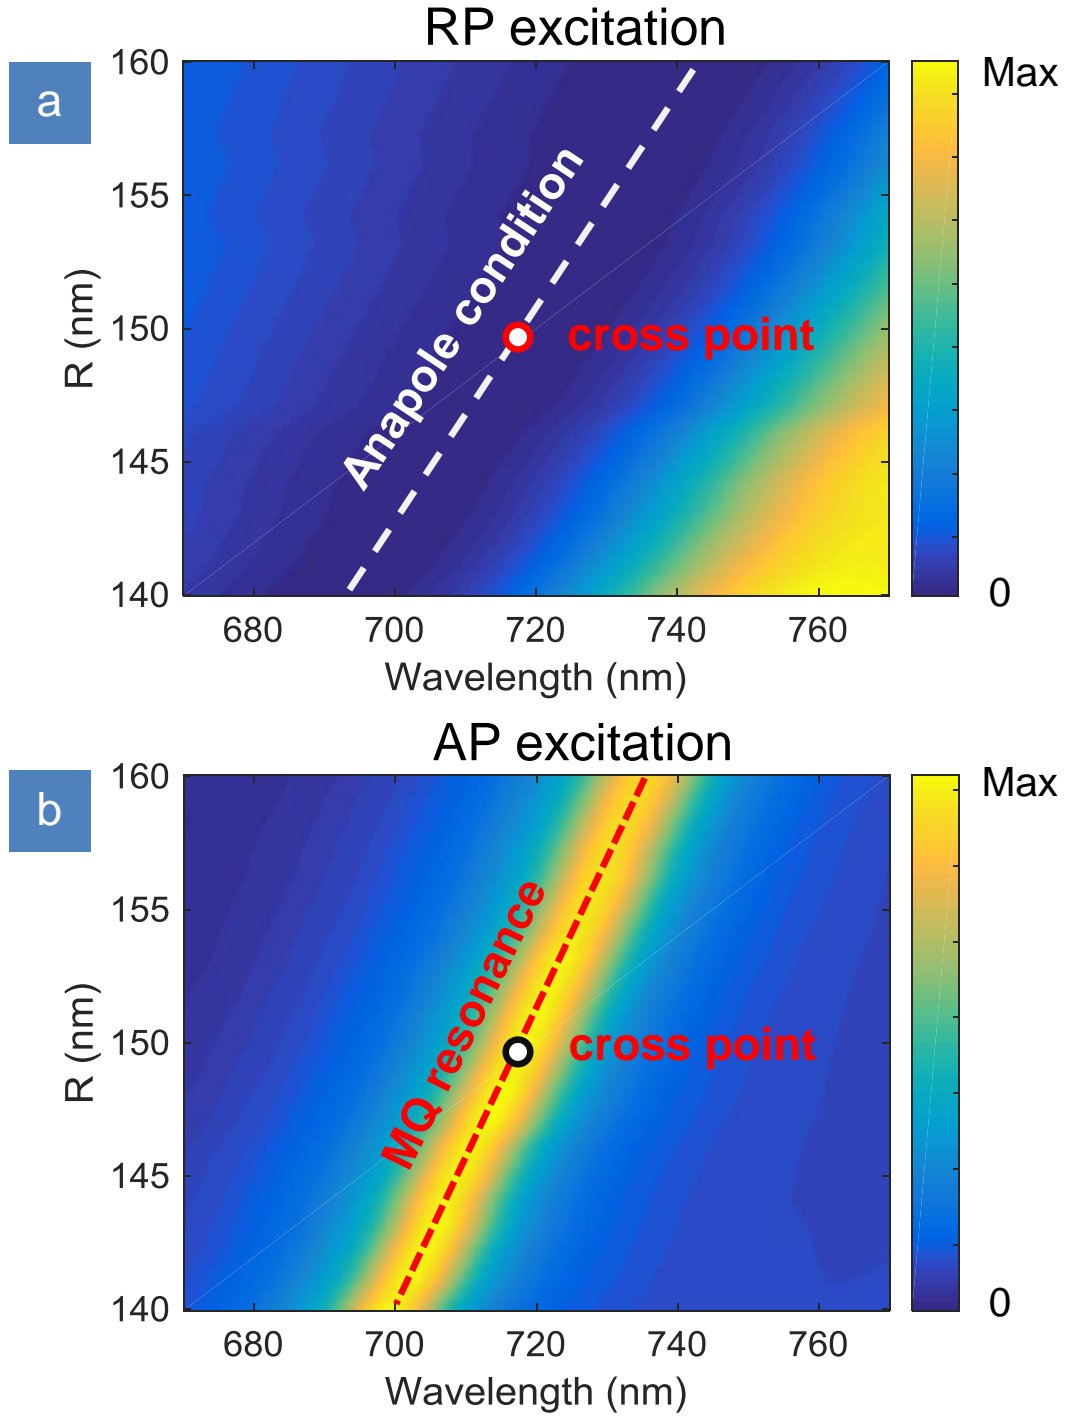 RP excitation
a
160
155
150
145
140
R (nm)
Anapole condition
cross point
Max
0
680 700 720 740 760
Wavelength (nm)
AP excitation
b
160
155
150
145
140
R (nm)
MQ resonance
cross point
Max
0
680 700 720 740 760
Wavelength (nm)